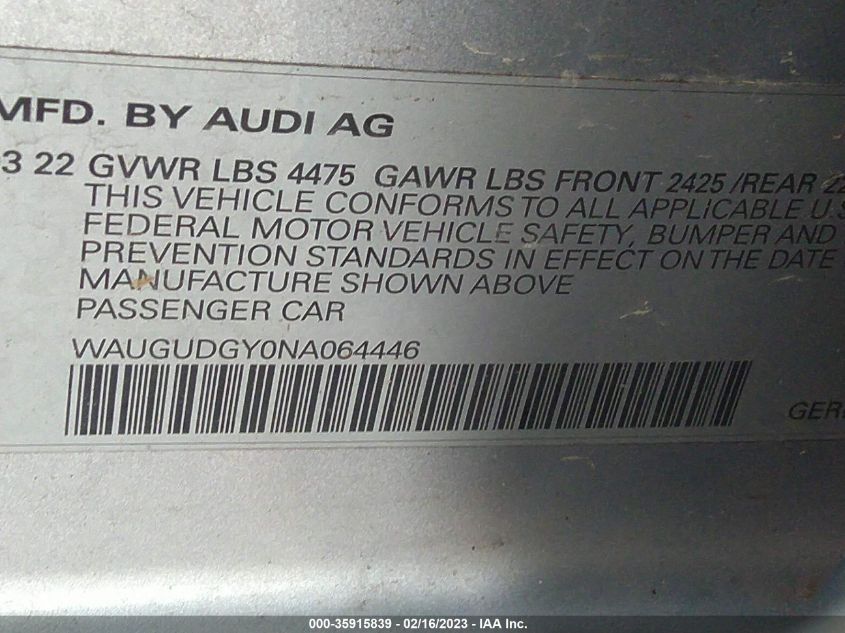 MFD. BY AUDI AG
3 22 GVWR LBS 4475 GAWR LBS FRONT 2425 /REAR
THIS VEHICLE CONFORMS TO ALL APPLICABLE U.S
FEDERAL MOTOR VEHICLE SAFETY, BUMPER AND
PREVENTION STANDARDS IN EFFECT ON THE DATE
MANUFACTURE SHOWN ABOVE
PASSENGER CAR
WAUGUDGY0NA064446
GER
000-35915839 - 02/16/2023 - IAA Inc.